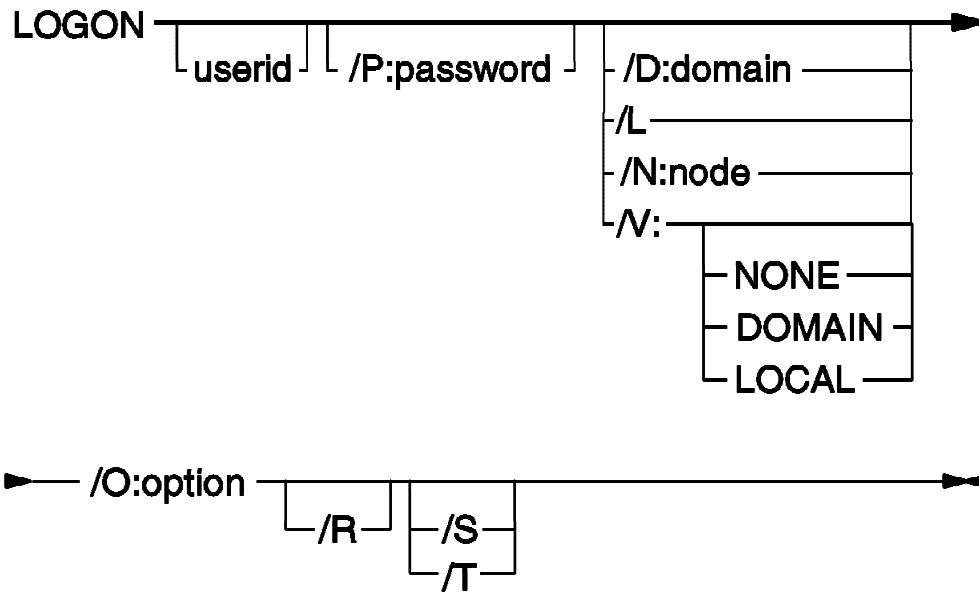 LOGON
userid /P:password /D:domain
/L
/N:node
/V:
NONE
DOMAIN
LOCAL
/O:option
/R /S
/T